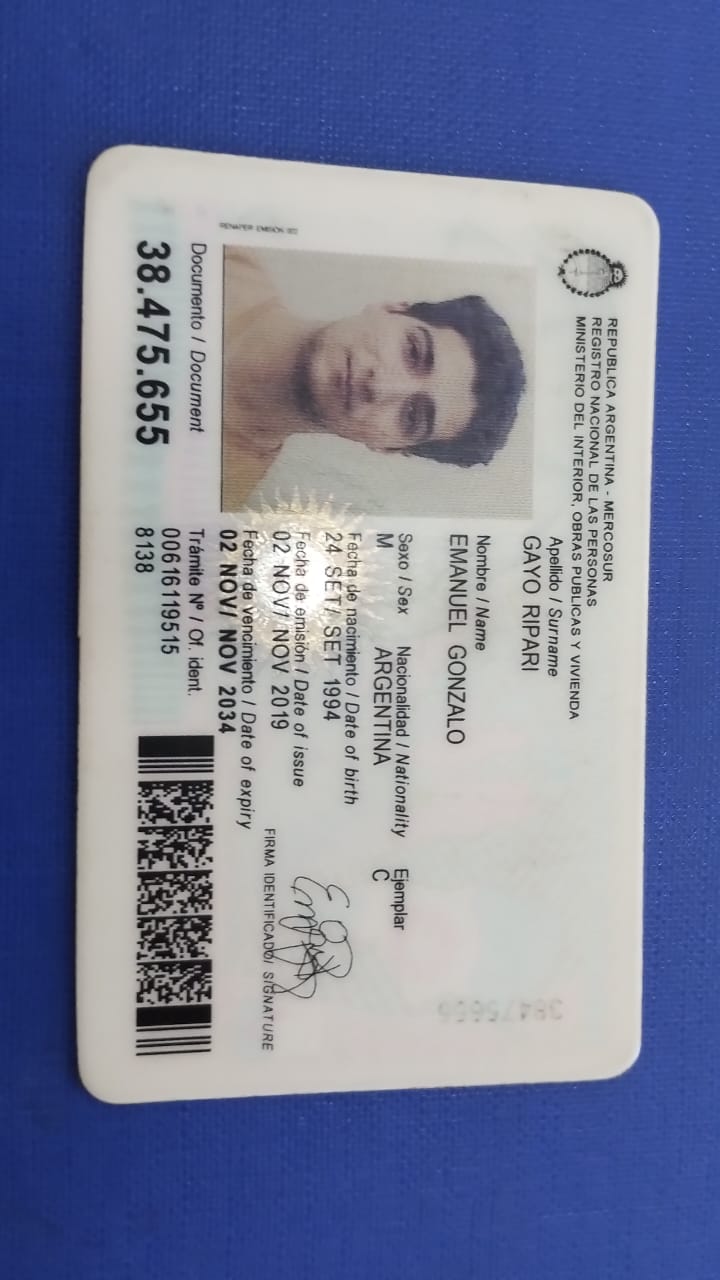 REPUBLICA ARGENTINA - MERCOSUR
REGISTRO NACIONAL DE LAS PERSONAS
MINISTERIO DEL INTERIOR, OBRAS PUBLICAS Y VIVIENDA
Apellido / Surname
GAYO RIPARI
Nombre / Name
EMANUEL GONZALO
Sexo / Sex Nacionalidad / Nationality Ejemplar
M ARGENTINA C
Fecha de nacimiento / Date of birth
24 SET/ SET 1994
Fecha de emisión / Date of issue
02 NOV/ NOV 2019
FIRMA IDENTIFICADO/ SIGNATURE
Fecha de vencimiento / Date of expiry
02 NOV/ NOV 2034
Documento / Document
38.475.655
Trámite Nº / Of. ident.
00616119515
8138